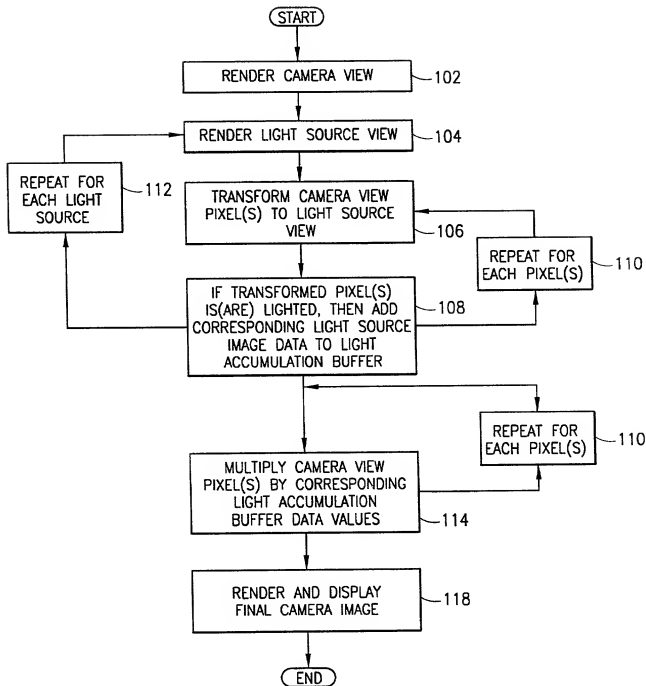 START
RENDER CAMERA VIEW
102
RENDER LIGHT SOURCE VIEW
104
REPEAT FOR
EACH LIGHT
SOURCE
112
TRANSFORM CAMERA VIEW
PIXEL(S) TO LIGHT SOURCE
VIEW
106
REPEAT FOR
EACH PIXEL(S)
110
IF TRANSFORMED PIXEL(S)
IS(ARE) LIGHTED, THEN ADD
CORRESPONDING LIGHT SOURCE
IMAGE DATA TO LIGHT
ACCUMULATION BUFFER
108
REPEAT FOR
EACH PIXEL(S)
110
MULTIPLY CAMERA VIEW
PIXEL(S) BY CORRESPONDING
LIGHT ACCUMULATION
BUFFER DATA VALUES
114
RENDER AND DISPLAY
FINAL CAMERA IMAGE
118
END